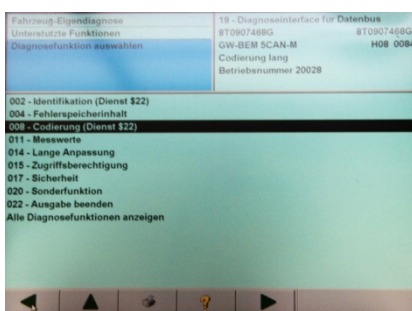 Fahrzeug-Eigendiagnose
Unterstützte Funktionen
Diagnosefunktion auswählen
19 - Diagnoseinterface für Datenbus
8T0907468G 8T0907468G
GW-BEM 5CAN-M H08 0084
Codierung lang
Betriebsnummer 20028
002 - Identifikation (Dienst $22)
004 - Fehlerspeicherinhalt
008 - Codierung (Dienst $22)
011 - Messwerte
014 - Lange Anpassung
015 - Zugriffsberechtigung
017 - Sicherheit
020 - Sonderfunktion
022 - Ausgabe beenden
Alle Diagnosefunktionen anzeigen